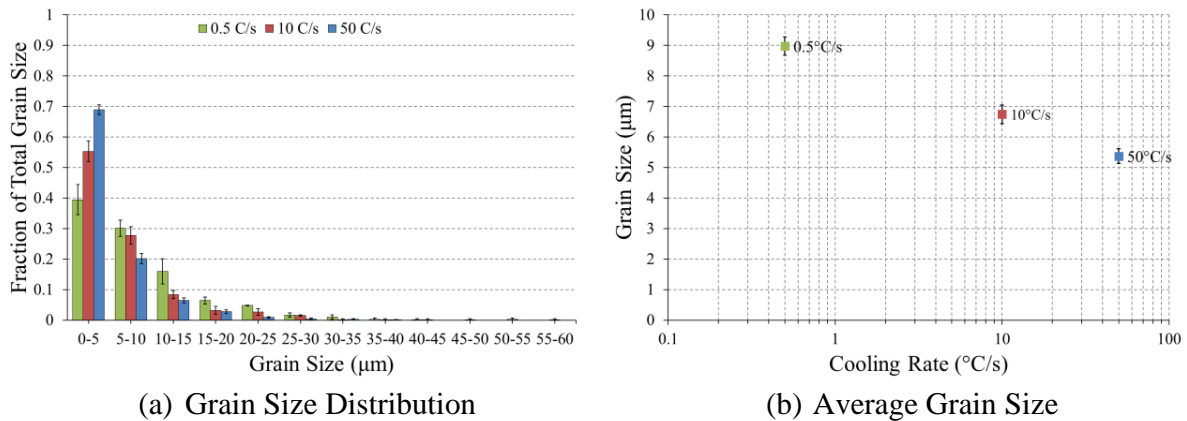 Fraction of Total Grain Size
1
0.9
0.8
0.7
0.6
0.5
0.4
0.3
0.2
0.1
0
0.5 C/s 10 C/s 50 C/s
0-5 5-10 10-15 15-20 20-25 25-30 30-35 35-40 40-45 45-50 50-55 55-60
Grain Size (μm)
(a) Grain Size Distribution
Grain Size (μm)
10
9
8
7
6
5
4
3
2
1
0
0.5°C/s
10°C/s
50°C/s
0.1 1 10 100
Cooling Rate (°C/s)
(b) Average Grain Size